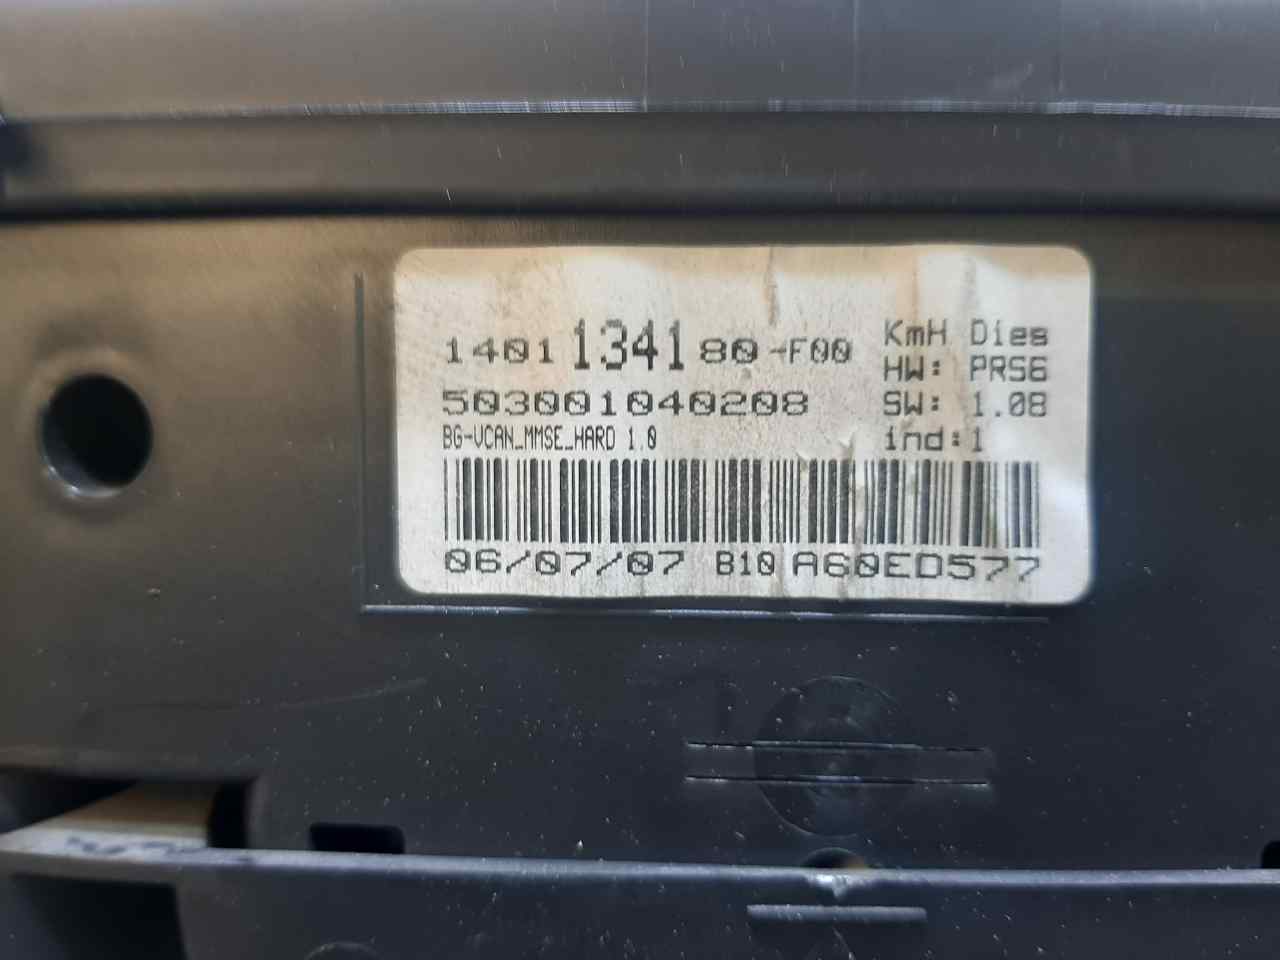 1401134180-F00
503001040208
BG-VCAN_MMSE_HARD 1.0
KmH Dies
HW: PRS6
SW: 1.08
ind:1
06/07/07 B10 A60ED577